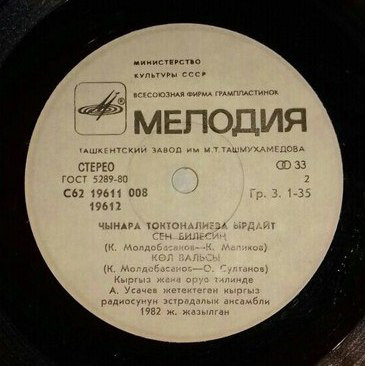 МИНИСТЕРСТВО
КУЛЬТУРЫ СССР
ВСЕСОЮЗНАЯ ФИРМА ГРАМПЛАСТИНОК
МЕЛОДИЯ
ТАШКЕНТСКИЙ ЗАВОД ИМ М.Т.ТАШМУХАМЕДОВА
СТЕРЕО 33
ГОСТ 5289-80 2
С62 19611 008 Гр. 3. 1-35
19612
ЧЫНАРА ТОКТОНАЛИЕВА ЫРДАЙТ
СЕН БИЛЕСИҢ
(К. Молдобасанов—К. Маликов)
КӨЛ ВАЛЬСЫ
(К. Молдобасанов—О. Султанов)
Кыргыз жана орус тилинде
А. Усачев жетектеген кыргыз
радиосунун эстрадалык ансамбли
1982 ж. жазылган